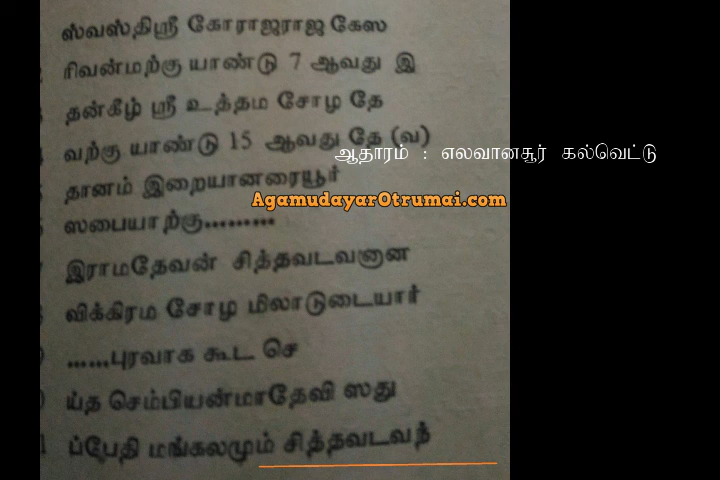 ஸ்வஸ்திஸ்ரீ கோராஜராஜ கேஸ
ரிவன்மற்கு யாண்டு 7 ஆவது இ
தன்கீழ் ஸ்ரீ உத்தம சோழ தே
வற்கு யாண்டு 15 ஆவது தே (வ)
ஆதாரம் : எலவானசூர் கல்வெட்டு
தானம் இறையானரையூர்
AgamudayarOtrumai.com
ஸபையாற்கு.........
இராமதேவன் சித்தவடவனான
விக்கிரம சோழ மிலாடுடையார்
......புரவாக கூட செ
ய்த செம்பியன்மாதேவி ஸது
ப்பேதி மங்கலமும் சித்தவடவந்